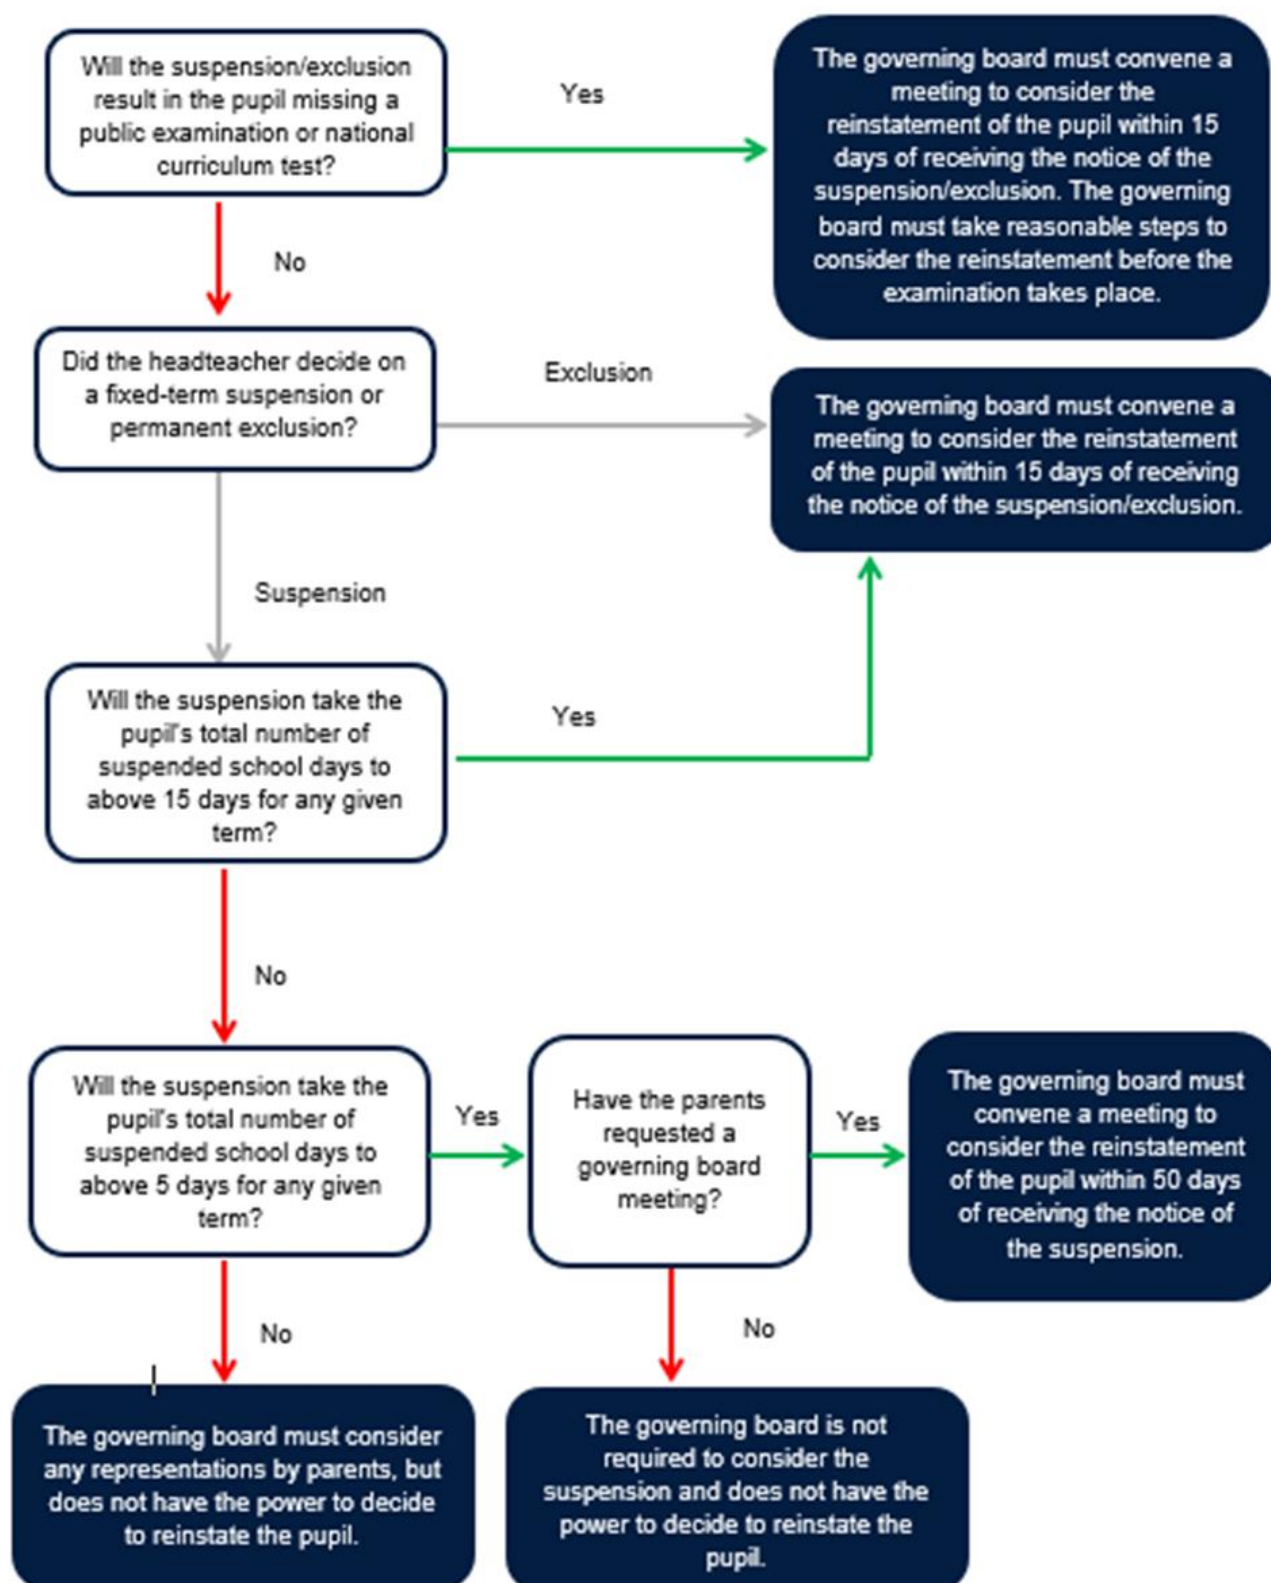 Will the suspension/exclusion
result in the pupil missing a
public examination or national
curriculum test?
Yes
The governing board must convene a
meeting to consider the
reinstatement of the pupil within 15
days of receiving the notice of the
suspension/exclusion. The governing
board must take reasonable steps to
consider the reinstatement before the
examination takes place.
No
Did the headteacher decide on
a fixed-term suspension or
permanent exclusion?
Exclusion
The governing board must convene a
meeting to consider the reinstatement
of the pupil within 15 days of receiving
the notice of the suspension/exclusion.
Suspension
Will the suspension take the
pupil's total number of
suspended school days to
above 15 days for any given
term?
Yes
No
Will the suspension take the
pupil's total number of
suspended school days to
above 5 days for any given
term?
Yes
Have the parents
requested a
governing board
meeting?
Yes
The governing board must
convene a meeting to
consider the reinstatement
of the pupil within 50 days
of receiving the notice of
the suspension.
No
No
The governing board must consider
any representations by parents, but
does not have the power to decide
to reinstate the pupil.
The governing board is not
required to consider the
suspension and does not have the
power to decide to reinstate the
pupil.